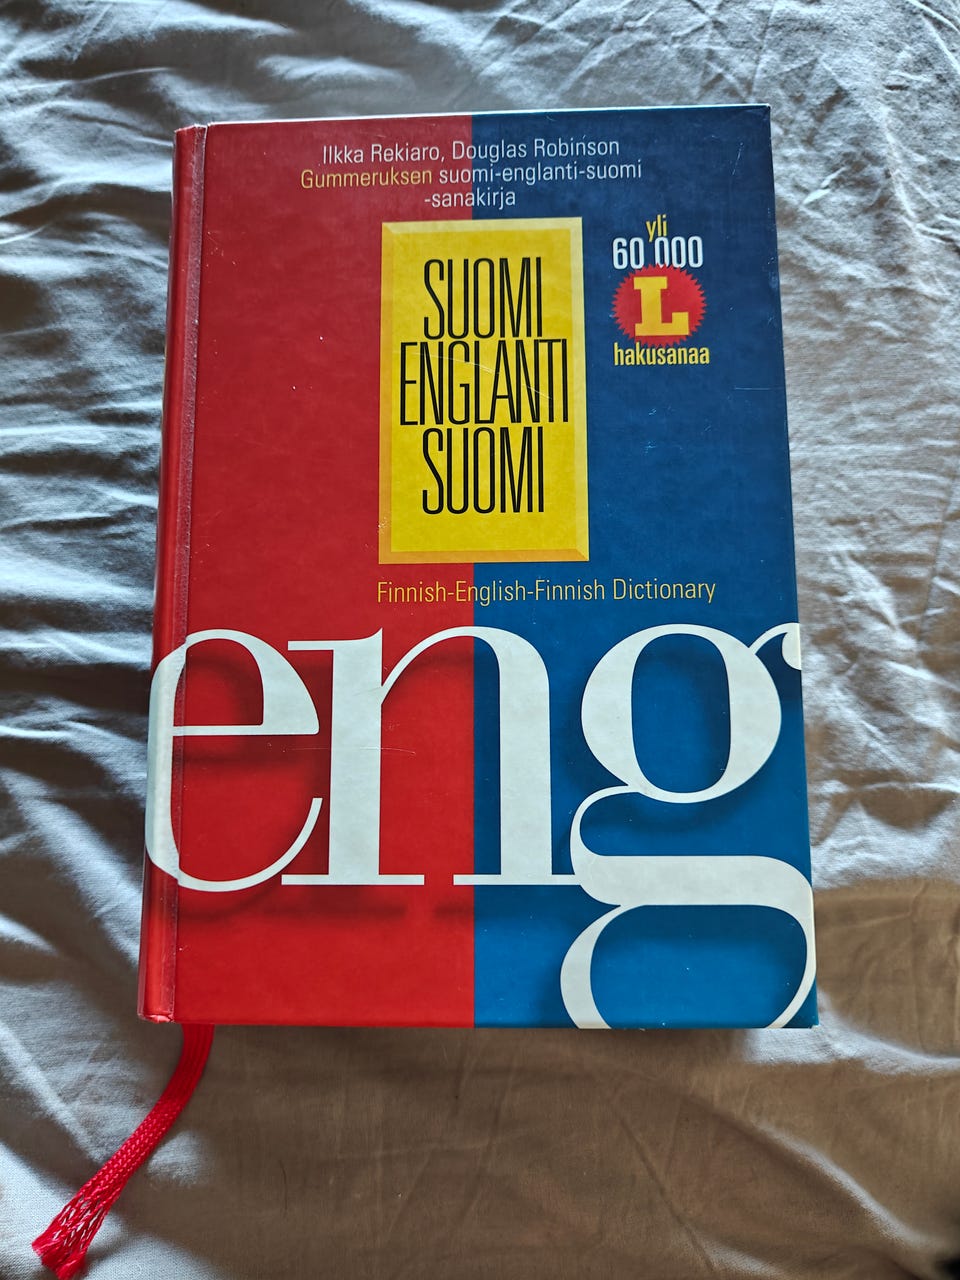 Ilkka Rekiaro, Douglas Robinson
Gummeruksen suomi-englanti-suomi
-sanakirja
yli
60 000
L
hakusanaa
SUOMI
ENGLANTI
SUOMI
Finnish-English-Finnish Dictionary
eng